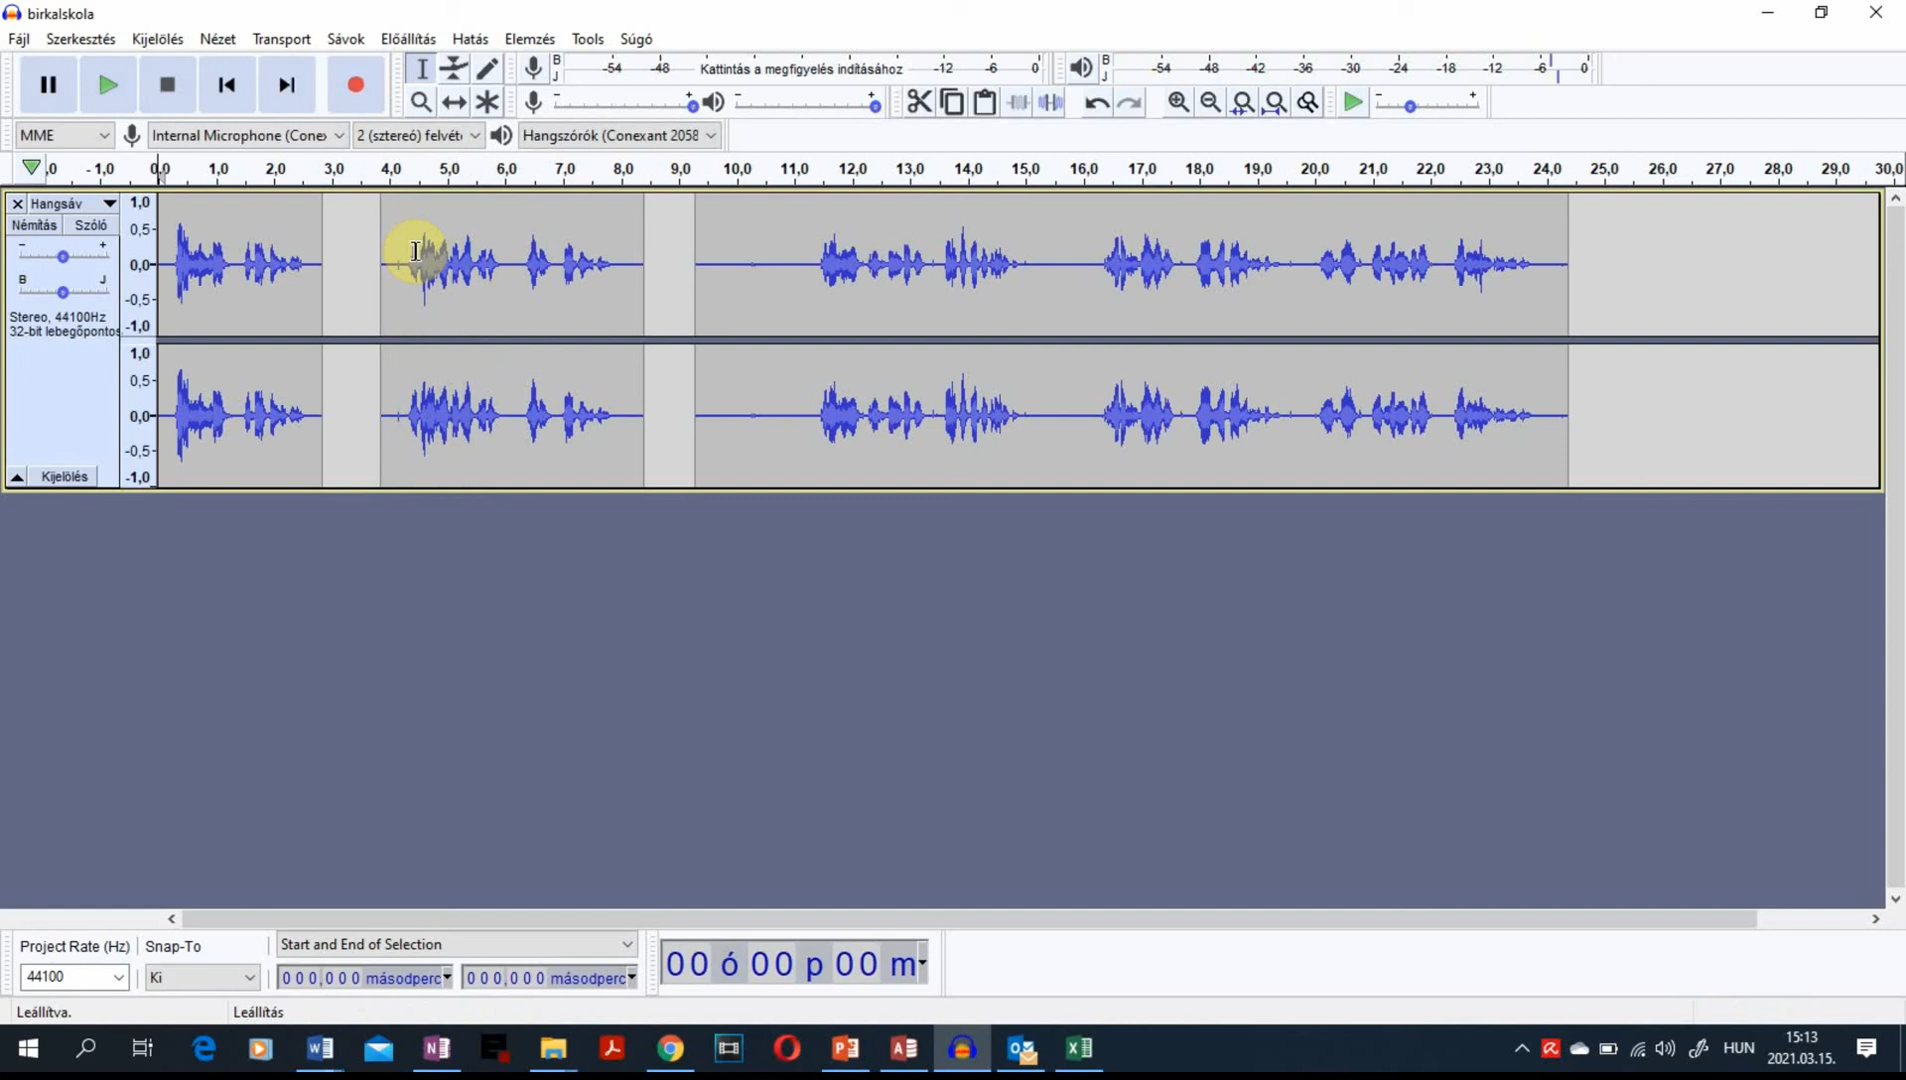 birkalskola
Fájl Szerkesztés Kijelölés Nézet Transport Sávok Előállítás Hatás Elemzés Tools Súgó
B J -54 -48 Kattintás a megfigyelés indításához -12 -6 0 B J -54 -48 -42 -36 -30 -24 -18 -12 -6 0
MME Internal Microphone (Conex 2 (sztereó) felvét Hangszórók (Conexant 2058
- 1,0 0,0 1,0 2,0 3,0 4,0 5,0 6,0 7,0 8,0 9,0 10,0 11,0 12,0 13,0 14,0 15,0 16,0 17,0 18,0 19,0 20,0 21,0 22,0 23,0 24,0 25,0 26,0 27,0 28,0 29,0 30,0
Hangsáv 1,0
Némítás Szóló 0,5
- + 0,0
B J -0,5
Stereo, 44100Hz -1,0
32-bit lebegőpontos
1,0
0,5
0,0
-0,5
Kijelölés -1,0
Project Rate (Hz) Snap-To Start and End of Selection
44100 Ki 0 0 0,0 0 0 másodperc 0 0 0,0 0 0 másodperc 00 ó 00 p 00 m
Leállítva. Leállítás
HUN 15:13
2021.03.15.